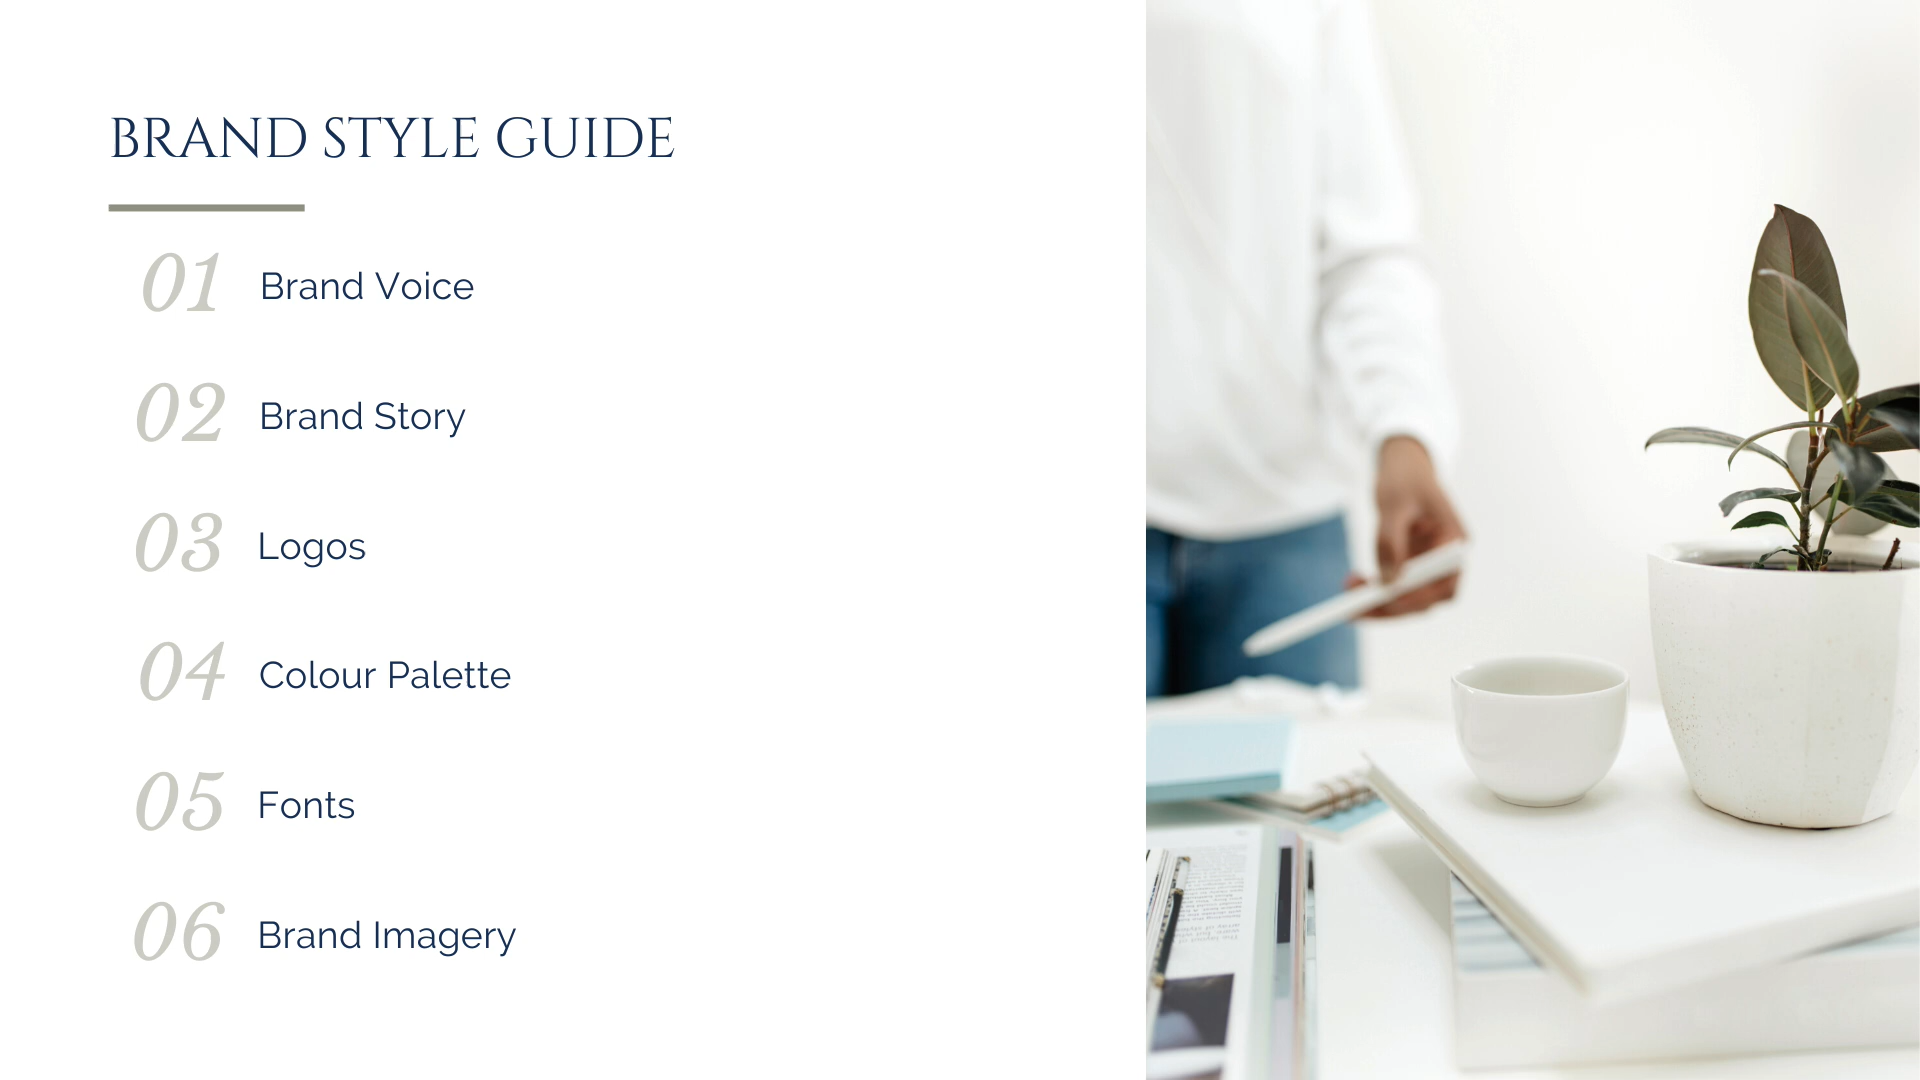 BRAND STYLE GUIDE
01 Brand Voice
02 Brand Story
03 Logos
04 Colour Palette
05 Fonts
06 Brand Imagery